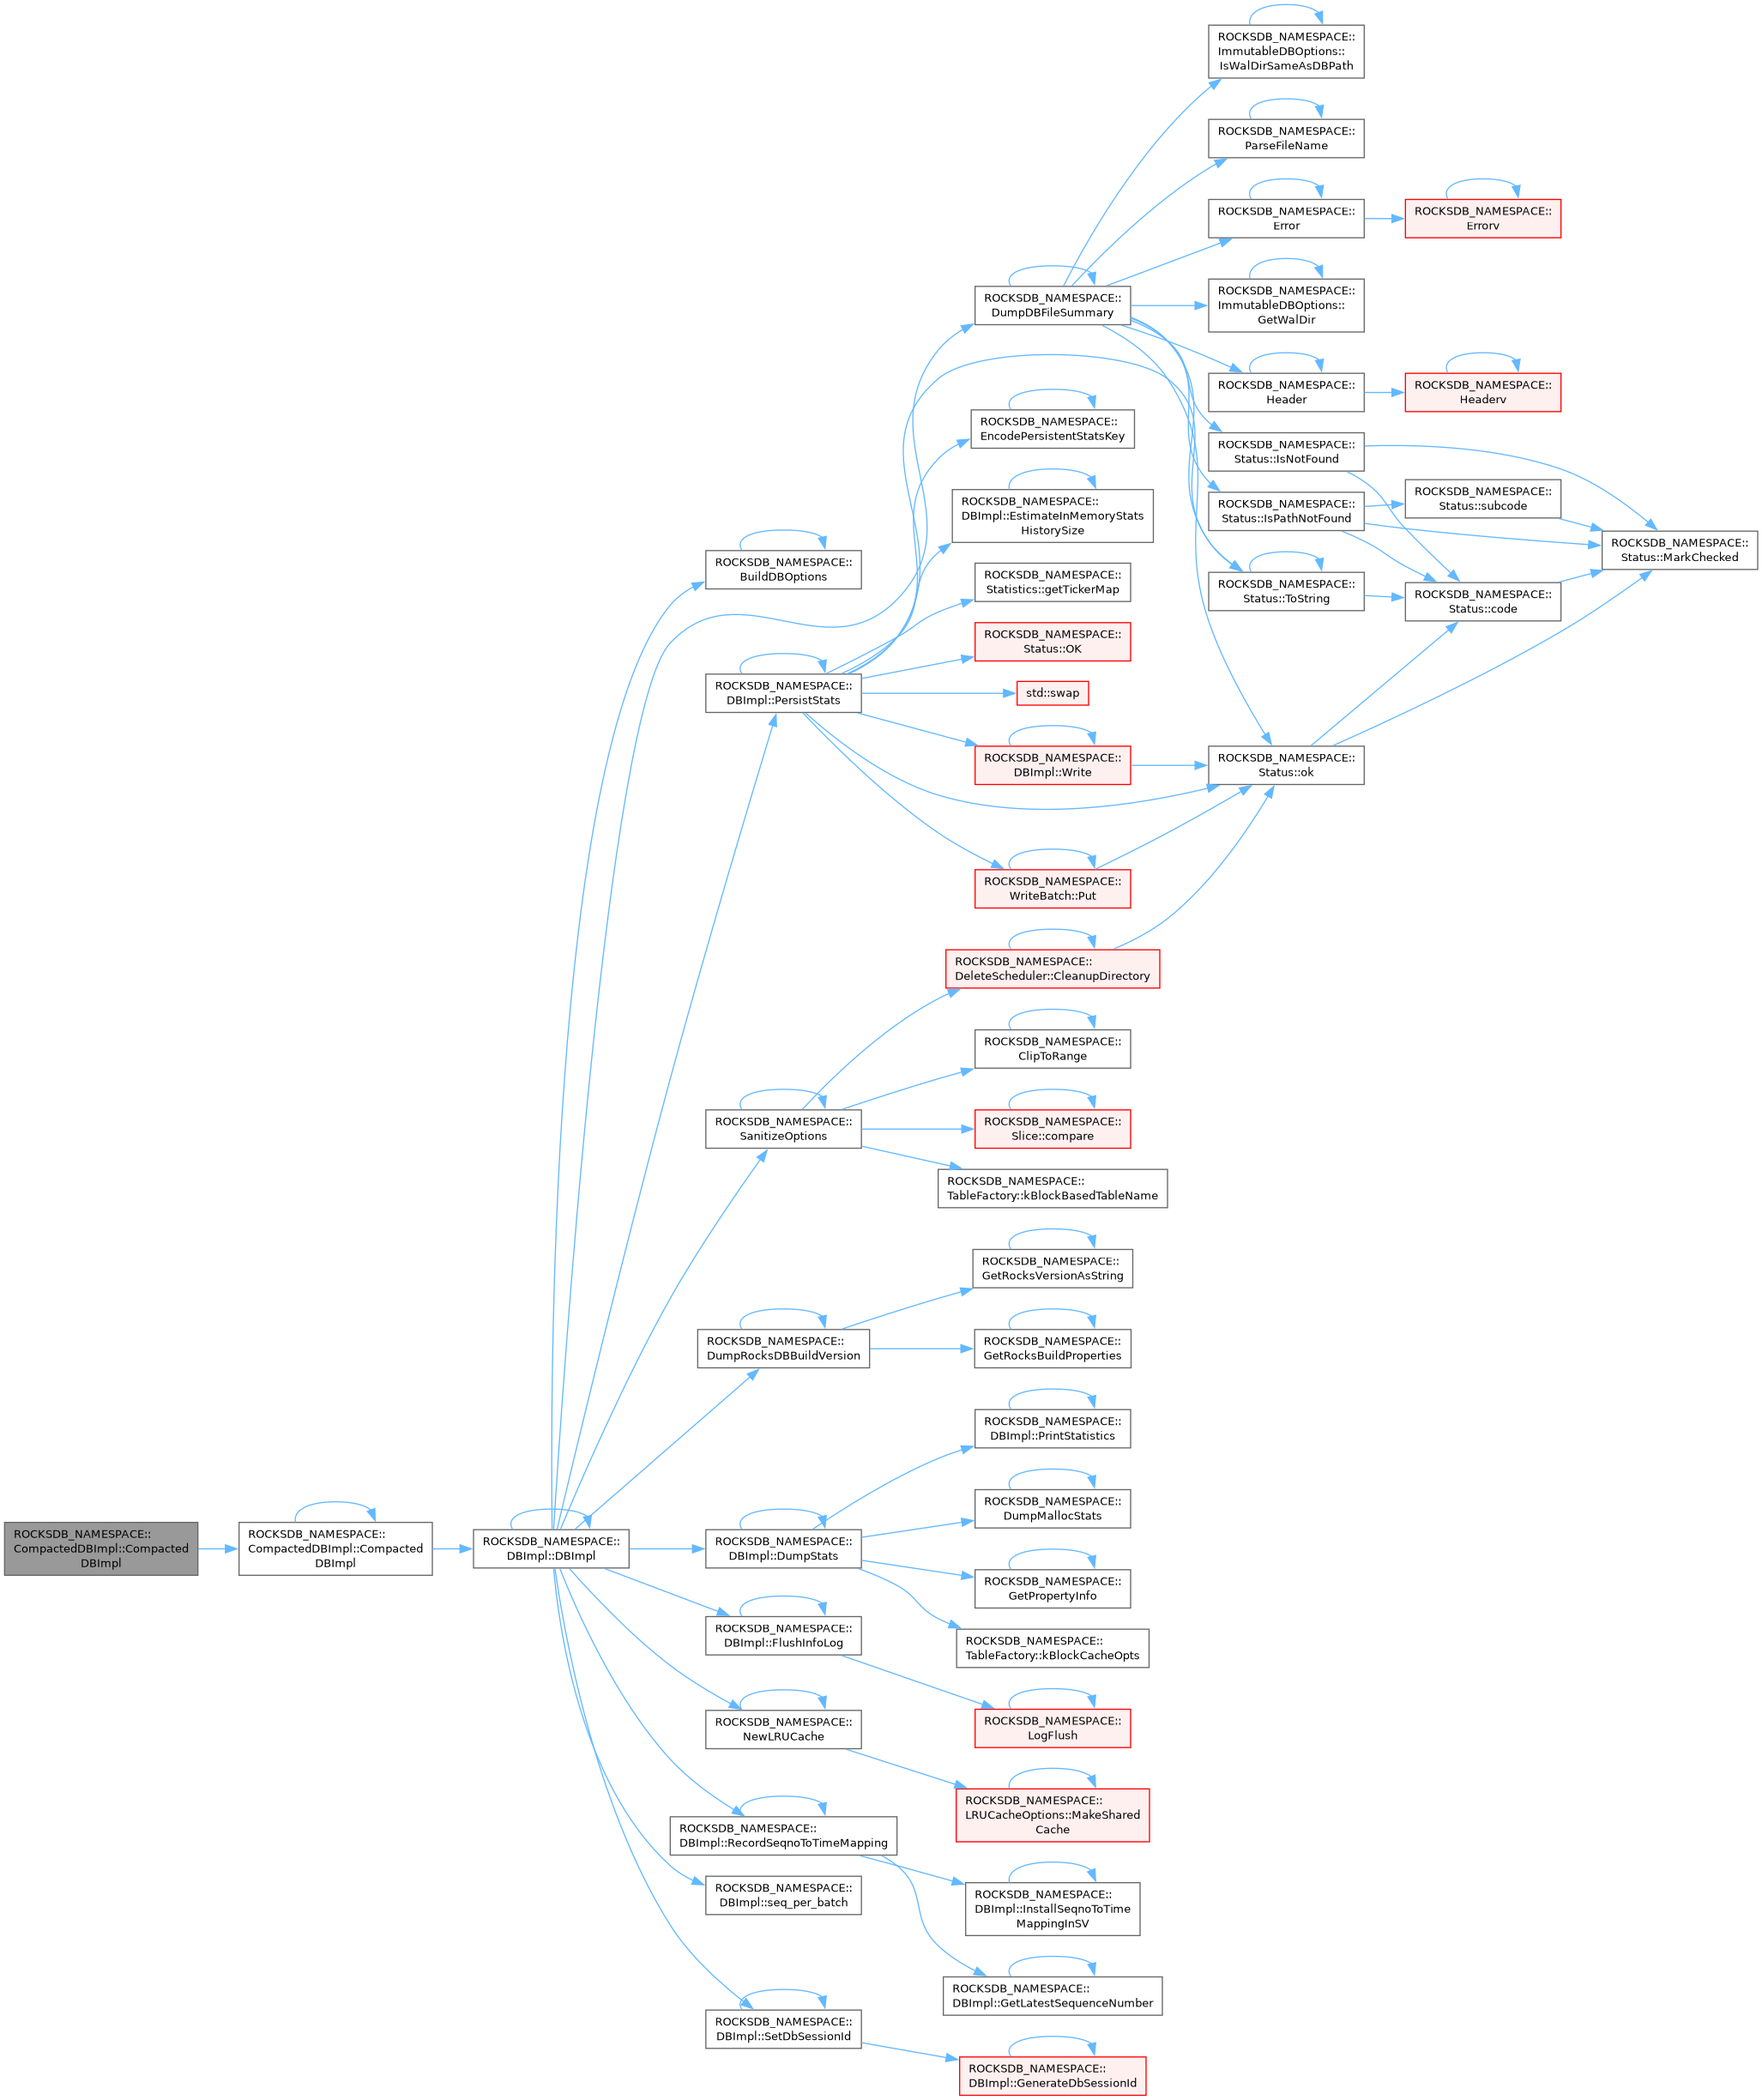 ROCKSDB_NAMESPACE::
CompactedDBImpl::Compacted
DBImpl
ROCKSDB_NAMESPACE::
CompactedDBImpl::Compacted
DBImpl
ROCKSDB_NAMESPACE::
DBImpl::DBImpl
ROCKSDB_NAMESPACE::
BuildDBOptions
ROCKSDB_NAMESPACE::
DBImpl::PersistStats
ROCKSDB_NAMESPACE::
SanitizeOptions
ROCKSDB_NAMESPACE::
DumpRocksDBBuildVersion
ROCKSDB_NAMESPACE::
DBImpl::DumpStats
ROCKSDB_NAMESPACE::
DBImpl::FlushInfoLog
ROCKSDB_NAMESPACE::
NewLRUCache
ROCKSDB_NAMESPACE::
DBImpl::RecordSeqnoToTimeMapping
ROCKSDB_NAMESPACE::
DBImpl::seq_per_batch
ROCKSDB_NAMESPACE::
DBImpl::SetDbSessionId
ROCKSDB_NAMESPACE::
DumpDBFileSummary
ROCKSDB_NAMESPACE::
EncodePersistentStatsKey
ROCKSDB_NAMESPACE::
DBImpl::EstimateInMemoryStats
HistorySize
ROCKSDB_NAMESPACE::
Statistics::getTickerMap
ROCKSDB_NAMESPACE::
Status::OK
std::swap
ROCKSDB_NAMESPACE::
DBImpl::Write
ROCKSDB_NAMESPACE::
WriteBatch::Put
ROCKSDB_NAMESPACE::
DeleteScheduler::CleanupDirectory
ROCKSDB_NAMESPACE::
ClipToRange
ROCKSDB_NAMESPACE::
Slice::compare
ROCKSDB_NAMESPACE::
TableFactory::kBlockBasedTableName
ROCKSDB_NAMESPACE::
GetRocksVersionAsString
ROCKSDB_NAMESPACE::
GetRocksBuildProperties
ROCKSDB_NAMESPACE::
DBImpl::PrintStatistics
ROCKSDB_NAMESPACE::
DumpMallocStats
ROCKSDB_NAMESPACE::
GetPropertyInfo
ROCKSDB_NAMESPACE::
TableFactory::kBlockCacheOpts
ROCKSDB_NAMESPACE::
LogFlush
ROCKSDB_NAMESPACE::
LRUCacheOptions::MakeShared
Cache
ROCKSDB_NAMESPACE::
DBImpl::InstallSeqnoToTime
MappingInSV
ROCKSDB_NAMESPACE::
DBImpl::GetLatestSequenceNumber
ROCKSDB_NAMESPACE::
DBImpl::GenerateDbSessionId
ROCKSDB_NAMESPACE::
ImmutableDBOptions::
IsWalDirSameAsDBPath
ROCKSDB_NAMESPACE::
ParseFileName
ROCKSDB_NAMESPACE::
Error
ROCKSDB_NAMESPACE::
ImmutableDBOptions::
GetWalDir
ROCKSDB_NAMESPACE::
Header
ROCKSDB_NAMESPACE::
Status::IsNotFound
ROCKSDB_NAMESPACE::
Status::IsPathNotFound
ROCKSDB_NAMESPACE::
Status::ToString
ROCKSDB_NAMESPACE::
Status::ok
ROCKSDB_NAMESPACE::
Errorv
ROCKSDB_NAMESPACE::
Headerv
ROCKSDB_NAMESPACE::
Status::subcode
ROCKSDB_NAMESPACE::
Status::code
ROCKSDB_NAMESPACE::
Status::MarkChecked